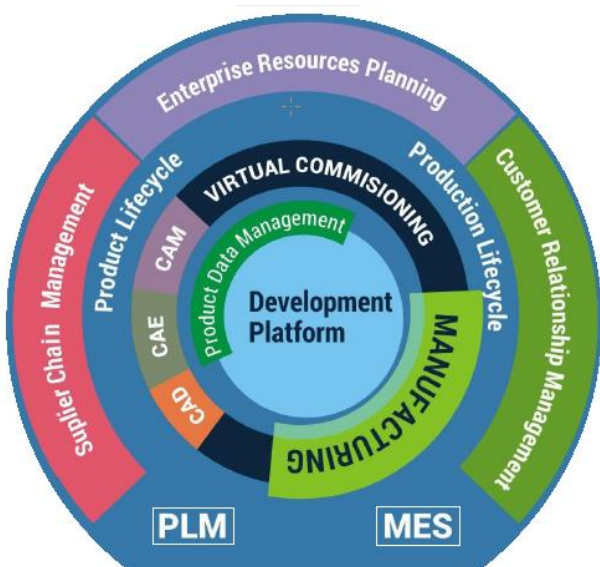 Enterprise Resources Planning
Suplier Chain Management
Customer Relationship Management
Product Lifecycle
Production Lifecycle
VIRTUAL COMMISIONING
CAM
CAE
CAD
Product Data Management
Development
Platform
MANUFACTURING
PLM
MES